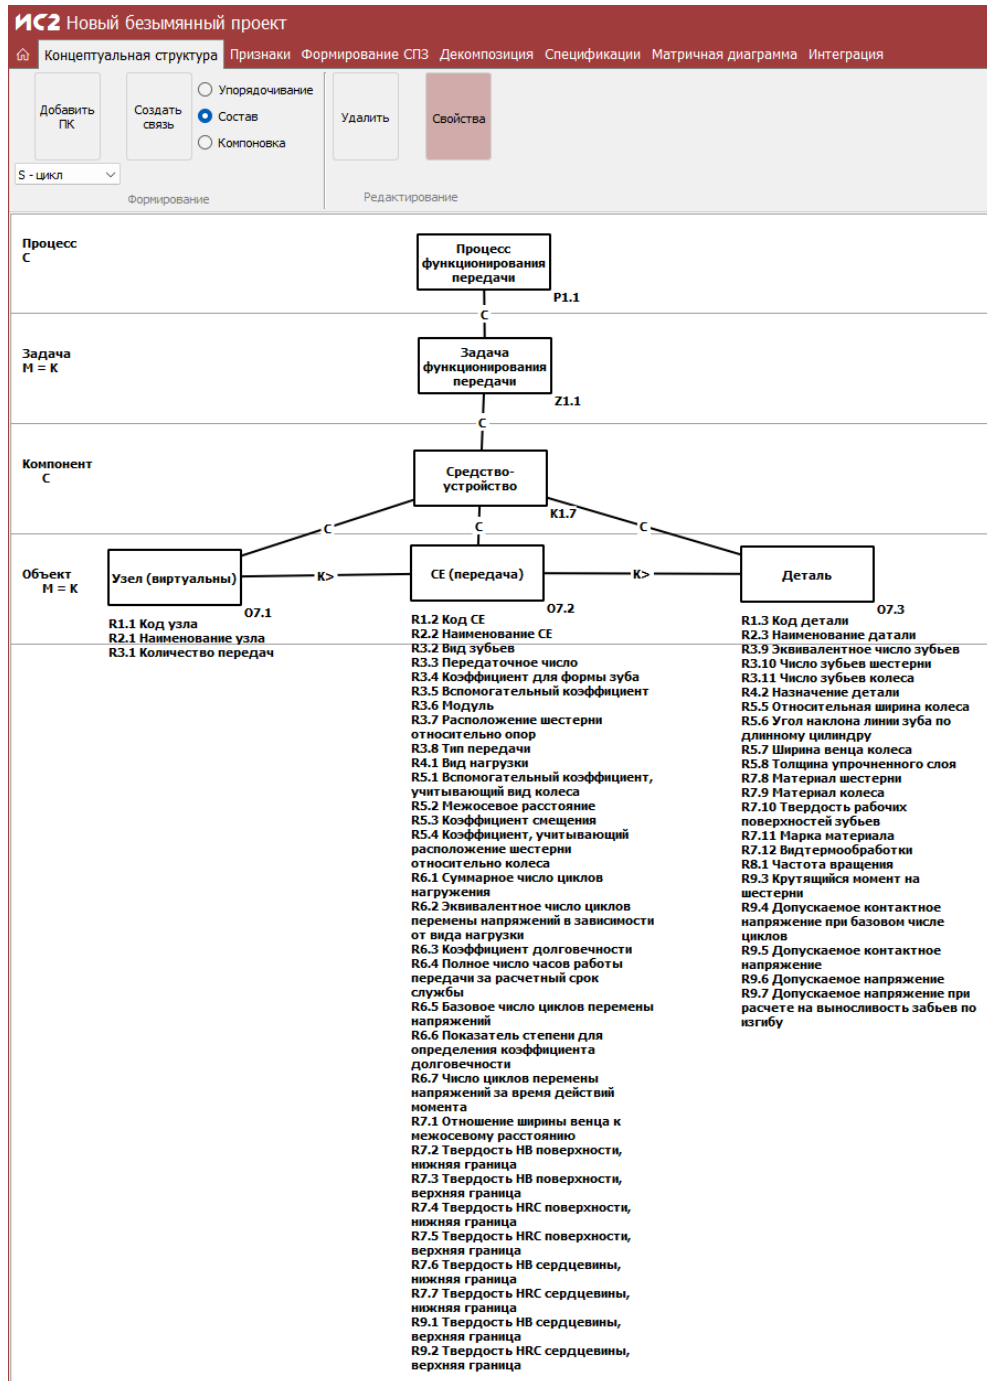 ИС2 Новый безымянный проект
Концептуальная структура Признаки Формирование СПЗ Декомпозиция Спецификации Матричная диаграмма Интеграция
Добавить
ПК
Создать
связь
Упорядочивание
Состав
Компоновка
Удалить
Свойства
S - цикл
Формирование
Редактирование
Процесс
С
Процесс
функционирования
передачи
P1.1
С
Задача
М = К
Задача
функционирования
передачи
Z1.1
С
Компонент
С
Средство-
устройство
К1.7
С
С
С
Объект
М = К
Узел (виртуальны)
О7.1
К>
СЕ (передача)
О7.2
К>
Деталь
О7.3
R1.1 Код узла
R2.1 Наименование узла
R3.1 Количество передач
R1.2 Код СЕ
R2.2 Наименование СЕ
R3.2 Вид зубьев
R3.3 Передаточное число
R3.4 Коэффициент для формы зуба
R3.5 Вспомогательный коэффициент
R3.6 Модуль
R3.7 Расположение шестерни
относительно опор
R3.8 Тип передачи
R4.1 Вид нагрузки
R5.1 Вспомогательный коэффициент,
учитывающий вид колеса
R5.2 Межосевое расстояние
R5.3 Коэффициент смещения
R5.4 Коэффициент, учитывающий
расположение шестерни
относительно колеса
R6.1 Суммарное число циклов
нагружения
R6.2 Эквивалентное число циклов
перемены напряжений в зависимости
от вида нагрузки
R6.3 Коэффициент долговечности
R6.4 Полное число часов работы
передачи за расчетный срок
службы
R6.5 Базовое число циклов перемены
напряжений
R6.6 Показатель степени для
определения коэффициента
долговечности
R6.7 Число циклов перемены
напряжений за время действий
момента
R7.1 Отношение ширины венца к
межосевому расстоянию
R7.2 Твердость НВ поверхности,
нижняя граница
R7.3 Твердость НВ поверхности,
верхняя граница
R7.4 Твердость HRC поверхности,
нижняя граница
R7.5 Твердость HRC поверхности,
верхняя граница
R7.6 Твердость НВ сердцевины,
нижняя граница
R7.7 Твердость HRC сердцевины,
нижняя граница
R9.1 Твердость НВ сердцевины,
верхняя граница
R9.2 Твердость HRC сердцевины,
верхняя граница
R1.3 Код детали
R2.3 Наименование датали
R3.9 Эквивалентное число зубьев
R3.10 Число зубьев шестерни
R3.11 Число зубьев колеса
R4.2 Назначение детали
R5.5 Относительная ширина колеса
R5.6 Угол наклона линии зуба по
длинному цилиндру
R5.7 Ширина венца колеса
R5.8 Толщина упрочненного слоя
R7.8 Материал шестерни
R7.9 Материал колеса
R7.10 Твердость рабочих
поверхностей зубьев
R7.11 Марка материала
R7.12 Видтермообработки
R8.1 Частота вращения
R9.3 Крутящийся момент на
шестерни
R9.4 Допускаемое контактное
напряжение при базовом числе
циклов
R9.5 Допускаемое контактное
напряжение
R9.6 Допускаемое напряжение
R9.7 Допускаемое напряжение при
расчете на выносливость забьев по
изгибу